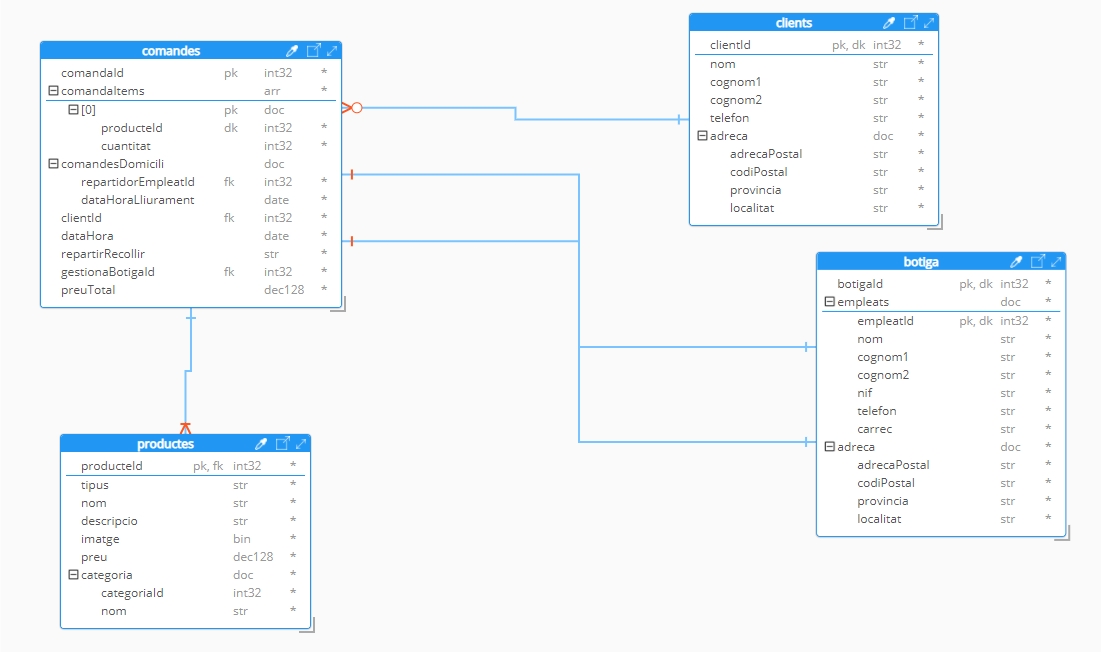 comandes
comandaId pk int32 *
comandaItems arr *
[0] pk doc
producteId dk int32 *
cuantitat int32 *
comandesDomicili doc
repartidorEmpleatId fk int32 *
dataHoraLliurament date *
clientId fk int32 *
dataHora date *
repartirRecollir str *
gestionaBotigaId fk int32 *
preuTotal dec128 *
clients
clientId pk, dk int32 *
nom str *
cognom1 str *
cognom2 str *
telefon str *
adreca doc *
adrecaPostal str *
codiPostal str *
provincia str *
localitat str *
botiga
botigaId pk, dk int32 *
empleats doc *
empleatId pk, dk int32 *
nom str *
cognom1 str *
cognom2 str *
nif str *
telefon str *
carrec str *
adreca doc *
adrecaPostal str *
codiPostal str *
provincia str *
localitat str *
productes
producteId pk, fk int32 *
tipus str *
nom str *
descripcio str *
imatge bin *
preu dec128 *
categoria doc *
categoriaId int32 *
nom str *